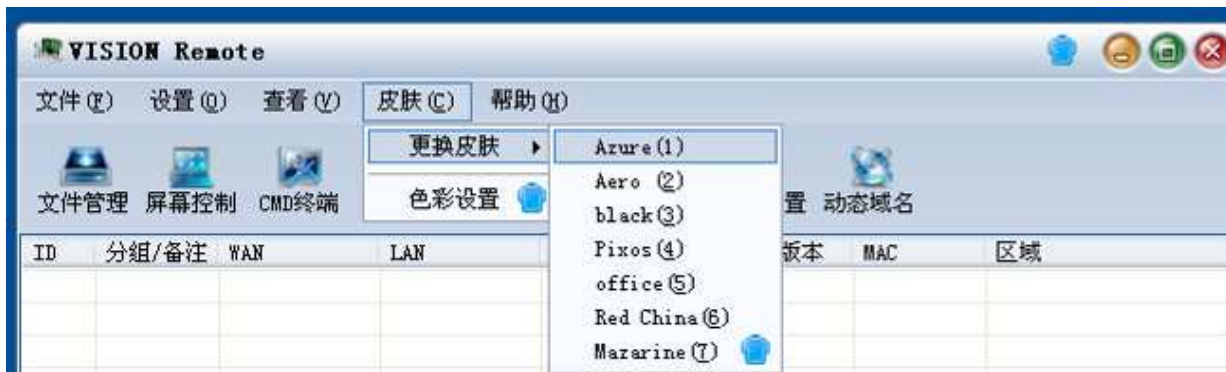 VISION Remote
文件(F) 设置(Q) 查看(V) 皮肤(C) 帮助(H)
更换皮肤 Azure(1)
Aero (2)
文件管理 屏幕控制 CMD终端 色彩设置 置 动态域名
black(3)
ID 分组/备注 WAN LAN Pixos(4) 版本 MAC 区域
office(5)
Red China(6)
Mazarine(7)